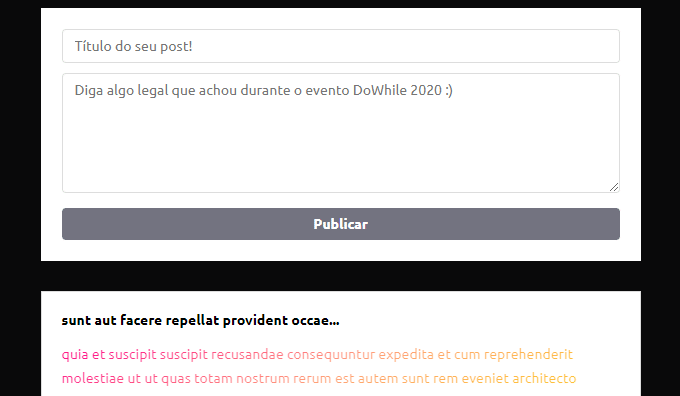 Título do seu post!
Diga algo legal que achou durante o evento DoWhile 2020 :)
Publicar
sunt aut facere repellat provident occae...
quia et suscipit suscipit recusandae consequuntur expedita et cum reprehenderit
molestiae ut ut quas totam nostrum rerum est autem sunt rem eveniet architecto